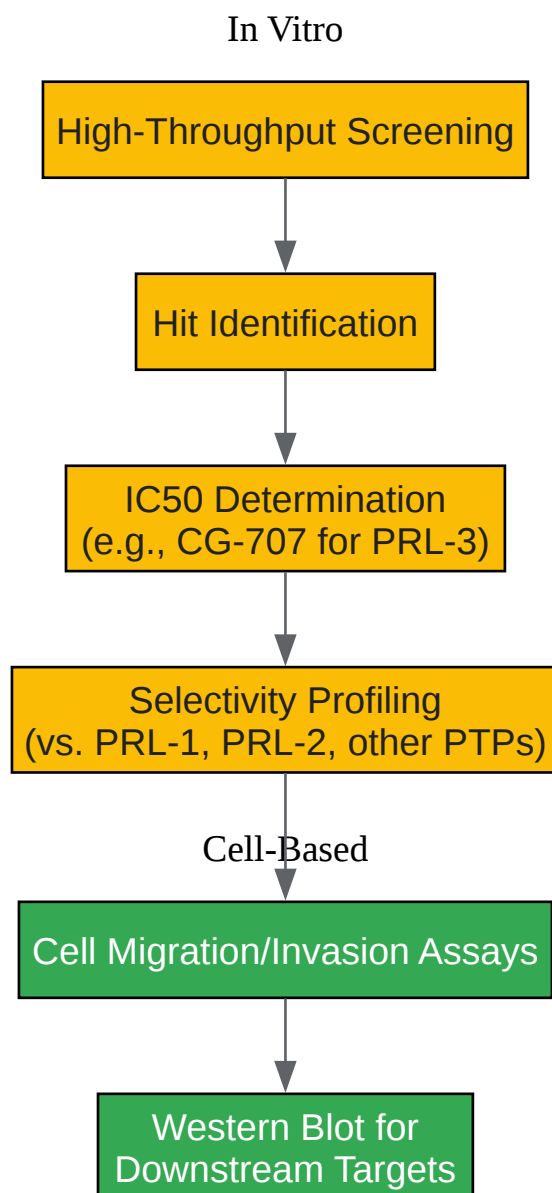 In Vitro
High-Throughput Screening
Hit Identification
IC50 Determination
(e.g., CG-707 for PRL-3)
Selectivity Profiling
(vs. PRL-1, PRL-2, other PTPs)
Cell-Based
Cell Migration/Invasion Assays
Western Blot for
Downstream Targets